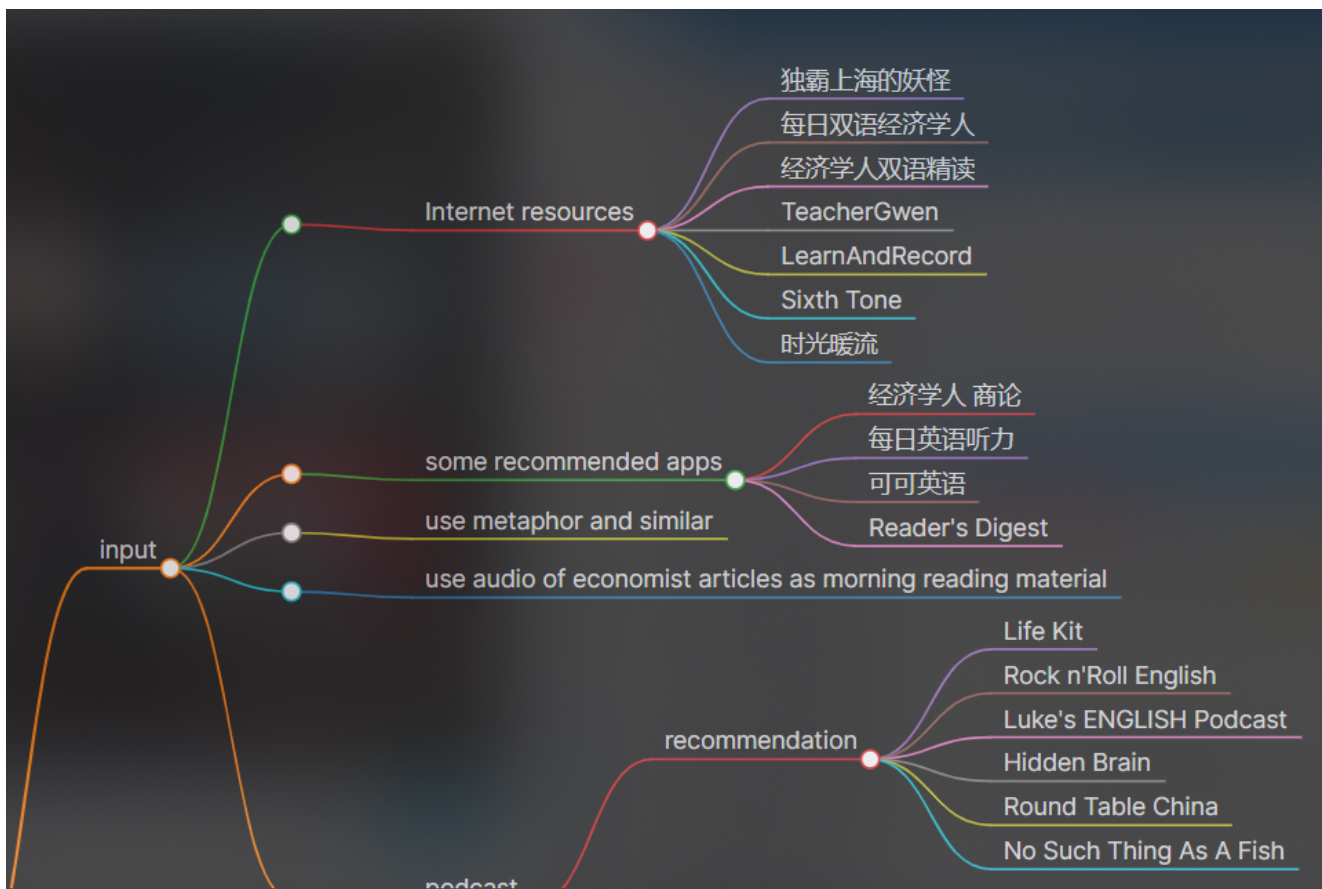 独霸上海的妖怪
每日双语经济学人
经济学人双语精读
Internet resources
TeacherGwen
LearnAndRecord
Sixth Tone
时光暖流
经济学人 商论
每日英语听力
some recommended apps
可可英语
use metaphor and similar
Reader's Digest
input
use audio of economist articles as morning reading material
Life Kit
Rock n'Roll English
Luke's ENGLISH Podcast
recommendation
Hidden Brain
Round Table China
No Such Thing As A Fish
podcast